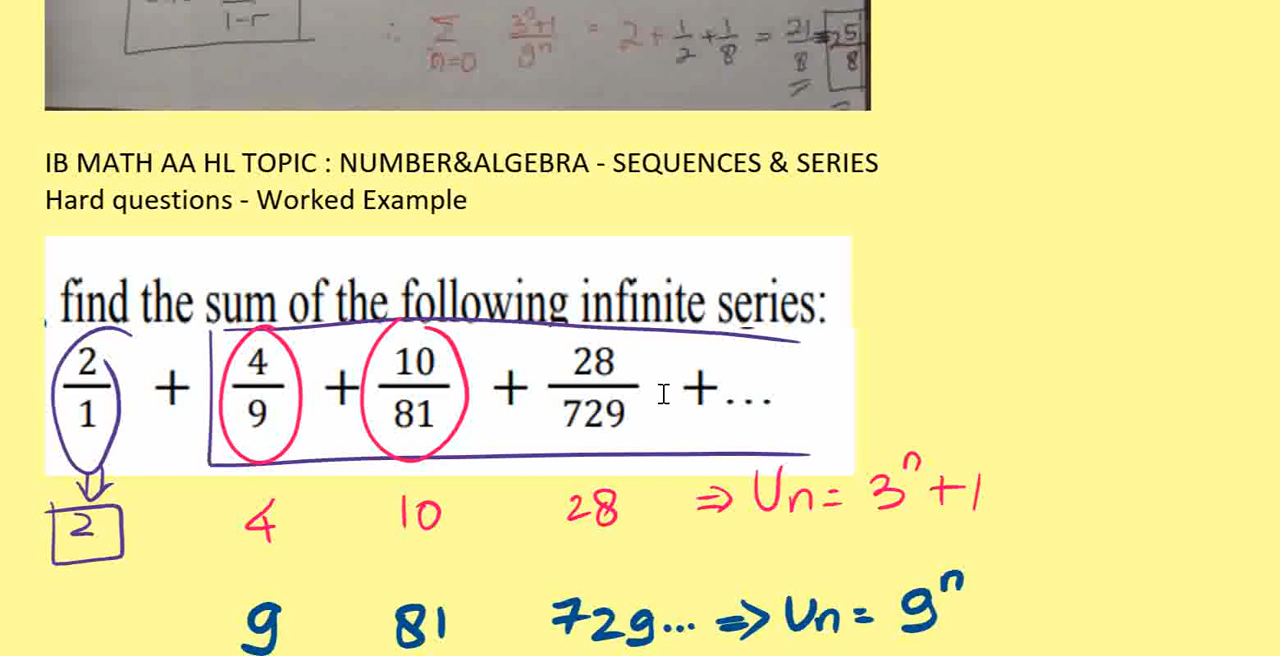 1-r
∴ Σ n=0 3ⁿ+1/9ⁿ = 2 + 1/2 + 1/8 = 21/8 = 25/8
IB MATH AA HL TOPIC : NUMBER&ALGEBRA - SEQUENCES & SERIES
Hard questions - Worked Example
find the sum of the following infinite series:
2/1 + 4/9 + 10/81 + 28/729 + ...
2 4 10 28 ⇒ Un = 3ⁿ+1
9 81 729... ⇒ Un = 9ⁿ